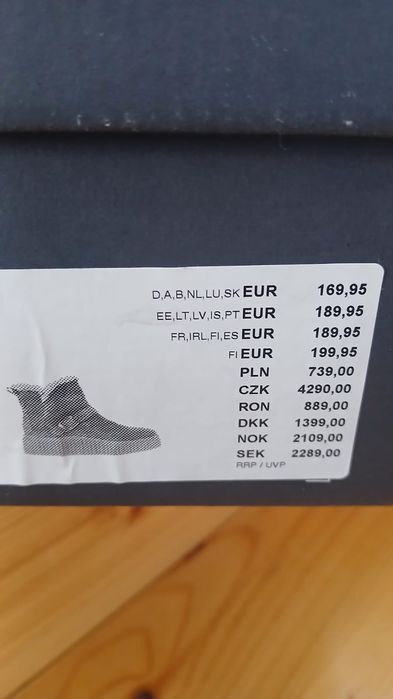 D,A,B,NL,LU,SK EUR 169,95
EE,LT,LV,IS,PT EUR 189,95
FR,IRL,FI,ES EUR 189,95
FI EUR 199,95
PLN 739,00
CZK 4290,00
RON 889,00
DKK 1399,00
NOK 2109,00
SEK 2289,00
RRP / UVP